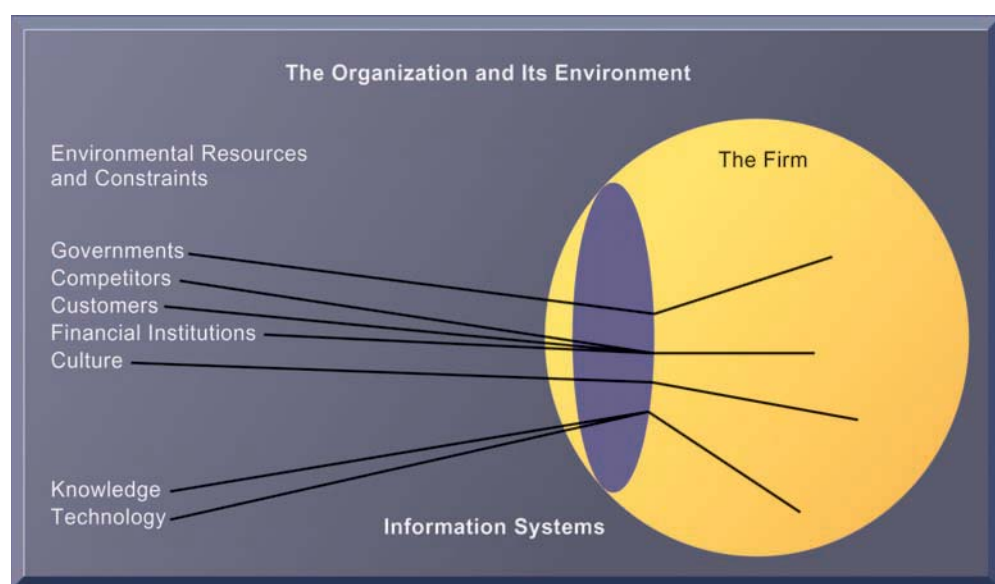 The Organization and Its Environment
Environmental Resources
and Constraints
The Firm
Governments
Competitors
Customers
Financial Institutions
Culture
Knowledge
Technology
Information Systems